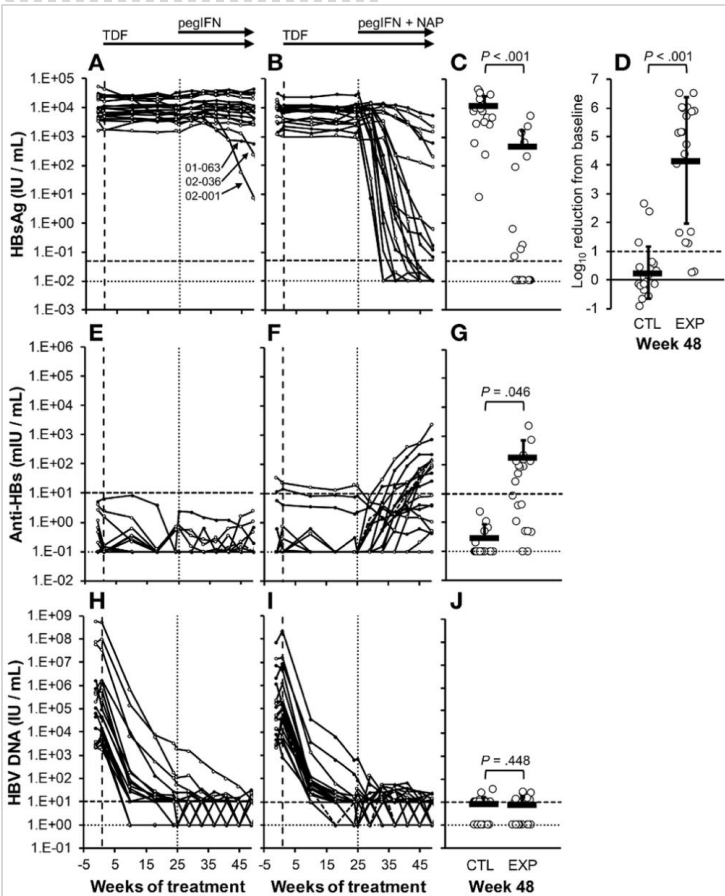 pegIFN
TDF
pegIFN + NAP
TDF
A
B
C
D
P < .001
P < .001
HBsAg (IU / mL)
1.E+05
1.E+04
1.E+03
1.E+02
1.E+01
1.E+00
1.E-01
1.E-02
1.E-03
01-063
02-036
02-001
Log10 reduction from baseline
7
6
5
4
3
2
1
0
-1
CTL EXP
Week 48
E
F
G
P = .046
Anti-HBs (mIU / mL)
1.E+06
1.E+05
1.E+04
1.E+03
1.E+02
1.E+01
1.E+00
1.E-01
1.E-02
H
I
J
P = .448
HBV DNA (IU / mL)
1.E+09
1.E+08
1.E+07
1.E+06
1.E+05
1.E+04
1.E+03
1.E+02
1.E+01
1.E+00
1.E-01
-5 5 15 25 35 45
-5 5 15 25 35 45
CTL EXP
Weeks of treatment
Weeks of treatment
Week 48